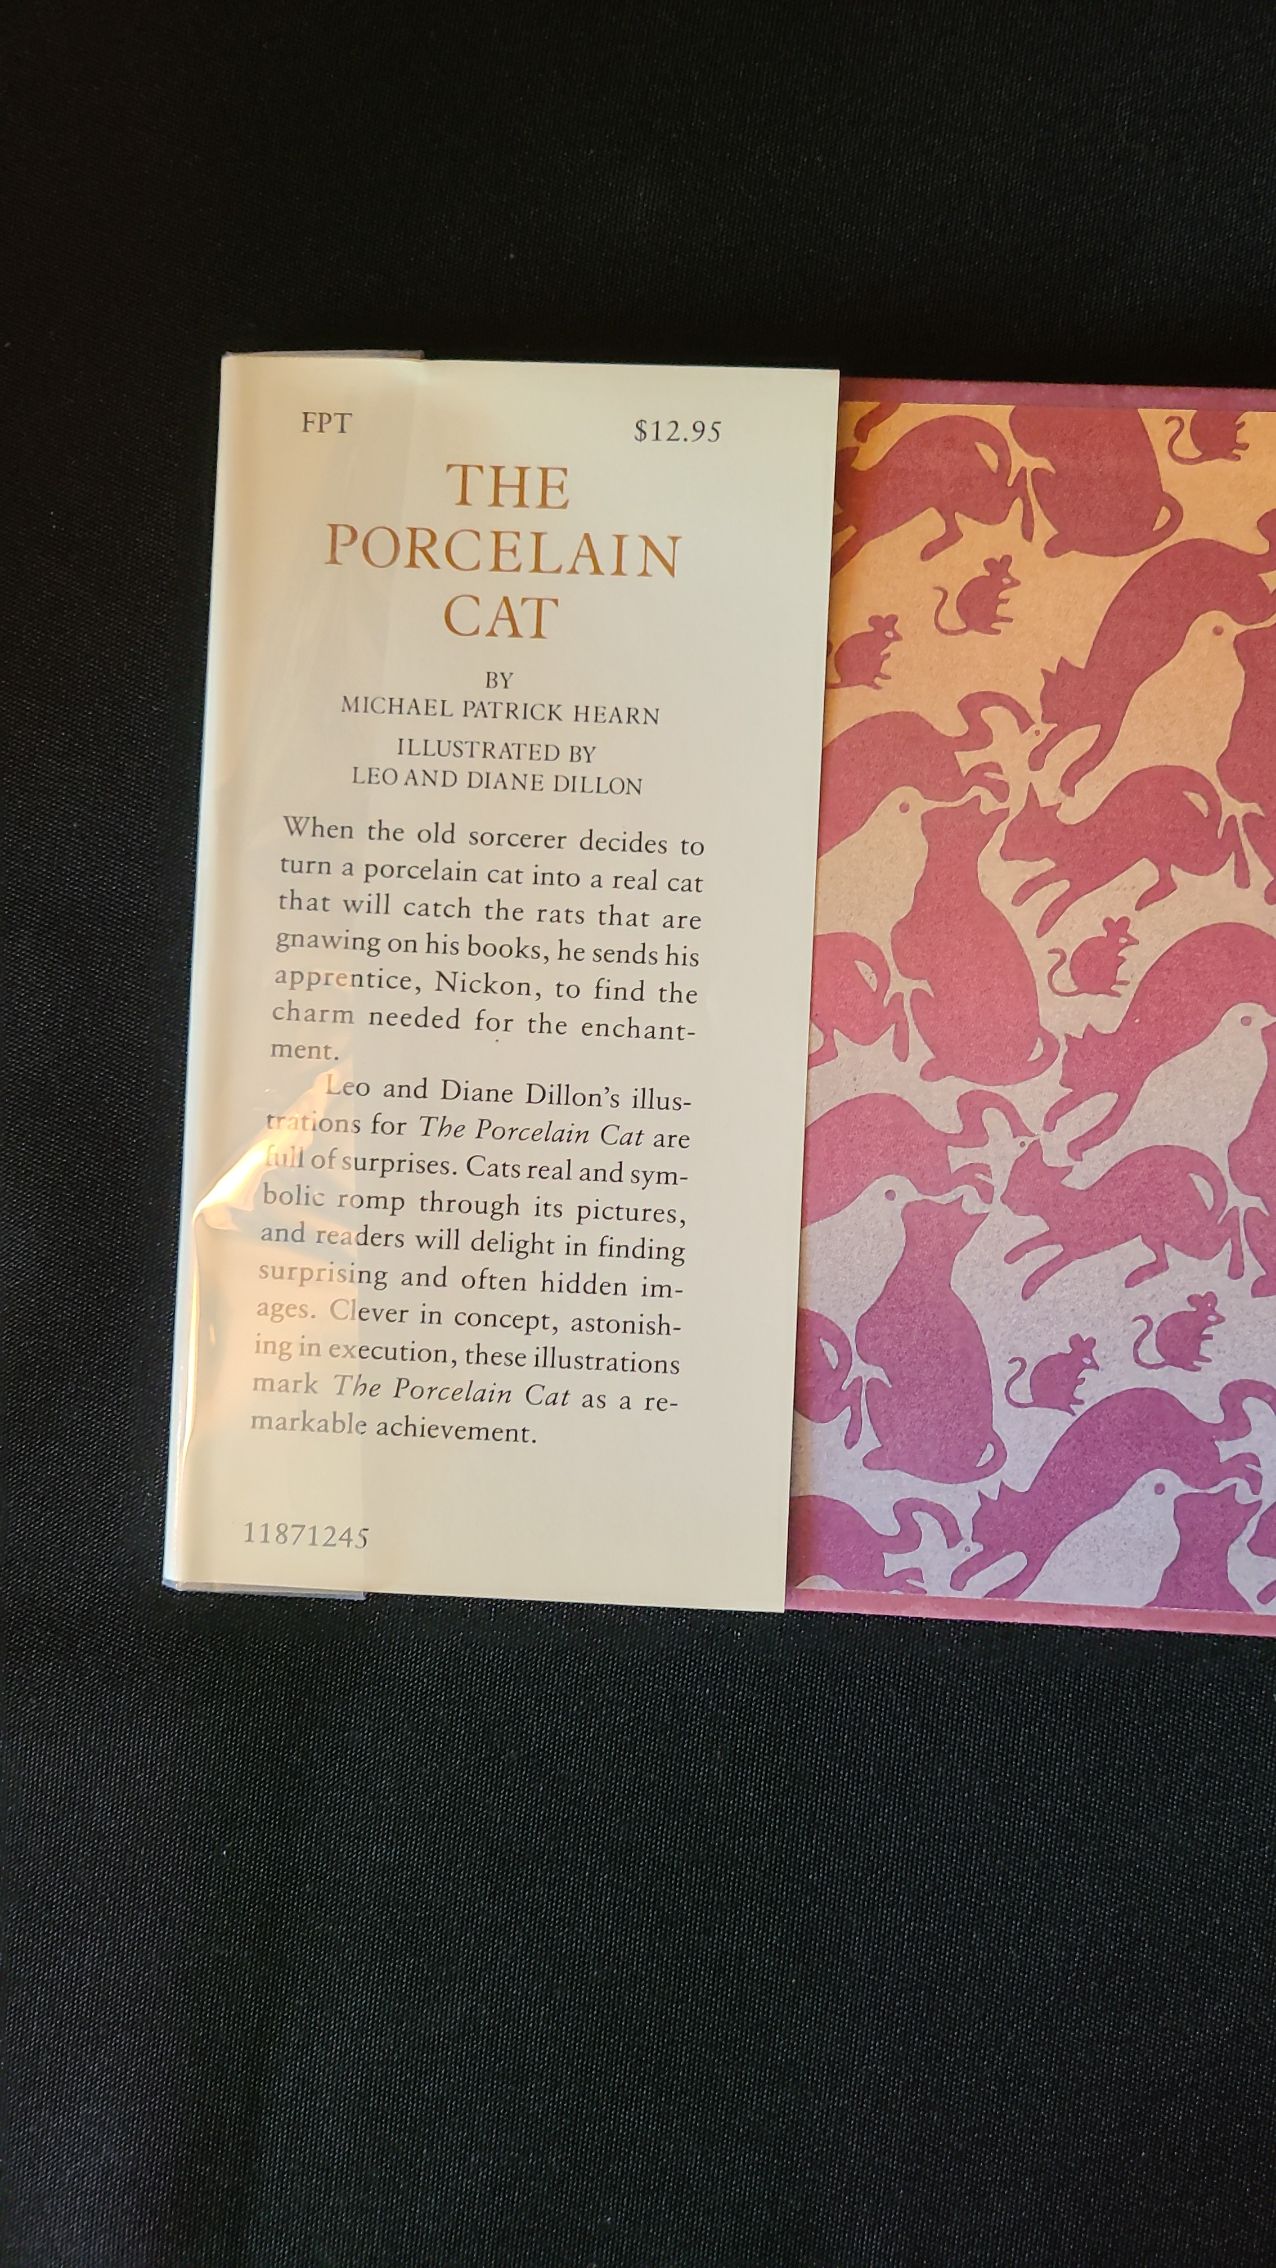 FPT $12.95
THE
PORCELAIN
CAT
BY
MICHAEL PATRICK HEARN
ILLUSTRATED BY
LEO AND DIANE DILLON
When the old sorcerer decides to
turn a porcelain cat into a real cat
that will catch the rats that are
gnawing on his books, he sends his
apprentice, Nickon, to find the
charm needed for the enchant-
ment.
Leo and Diane Dillon's illus-
trations for The Porcelain Cat are
full of surprises. Cats real and sym-
bolic romp through its pictures,
and readers will delight in finding
surprising and often hidden im-
ages. Clever in concept, astonish-
ing in execution, these illustrations
mark The Porcelain Cat as a re-
markable achievement.
11871245